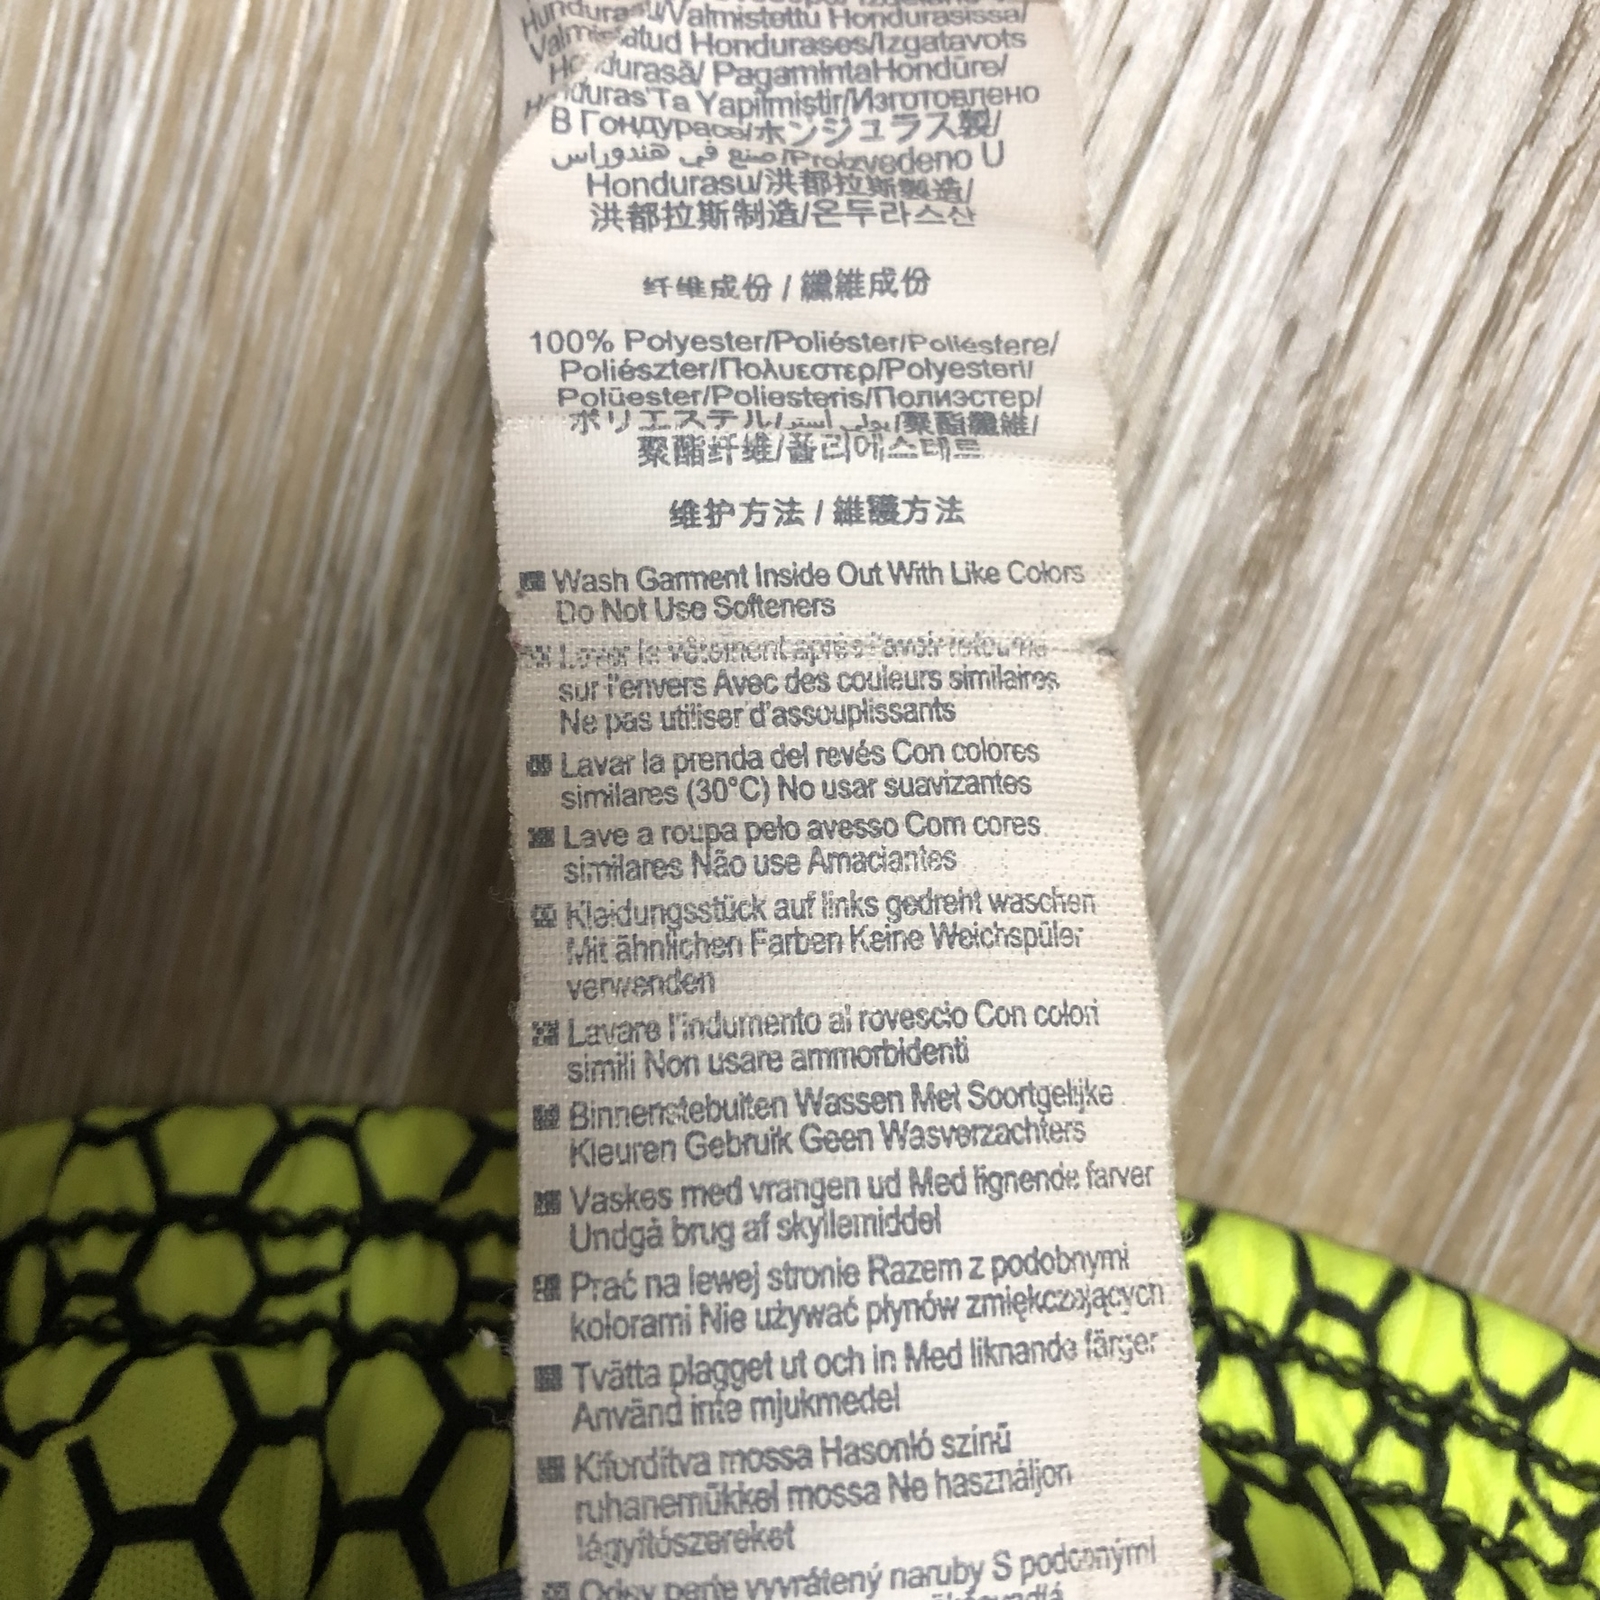 Hondurasu/Valmistettu Hondurasissa/
Valmistatud Hondurases/Izgatavots
Hondurasā/ PagamintaHondūre/
Honduras'Ta Yapilmistir/Изготовлено
В Гондурасе/ホンジュラス製/
صنع في هندوراس/Proizvedeno U
Hondurasu/洪都拉斯製造/
洪都拉斯制造/온두라스산
纤维成份 / 纖維成份
100% Polyester/Poliéster/Poliestere/
Poliészter/Πολυεστερ/Polyesteri/
Polüester/Poliesteris/Полиэстер/
ポリエステル/بولي استر/聚酯纖維/
聚酯纤维/폴리에스테르
维护方法 / 維護方法
Wash Garment Inside Out With Like Colors
Do Not Use Softeners
Laver le vêtement après l'avoir retourné
sur l'envers Avec des couleurs similaires
Ne pas utiliser d'assouplissants
Lavar la prenda del revés Con colores
similares (30°C) No usar suavizantes
Lave a roupa pelo avesso Com cores
similares Não use Amaciantes
Kleidungsstück auf links gedreht waschen
Mit ähnlichen Farben Keine Weichspüler
verwenden
Lavare l'indumento al rovescio Con colori
simili Non usare ammorbidenti
Binnenstebuiten Wassen Met Soortgelijke
Kleuren Gebruik Geen Wasverzachters
Vaskes med vrangen ud Med lignende farver
Undgå brug af skyllemiddel
Prać na lewej stronie Razem z podobnymi
kolorami Nie używać płynów zmiękczających
Tvätta plagget ut och in Med liknande färger
Använd inte mjukmedel
Kifordítva mossa Hasonló színű
ruhaneműkkel mossa Ne használjon
lágyítószereket
vyvrátený naruby S podobnými